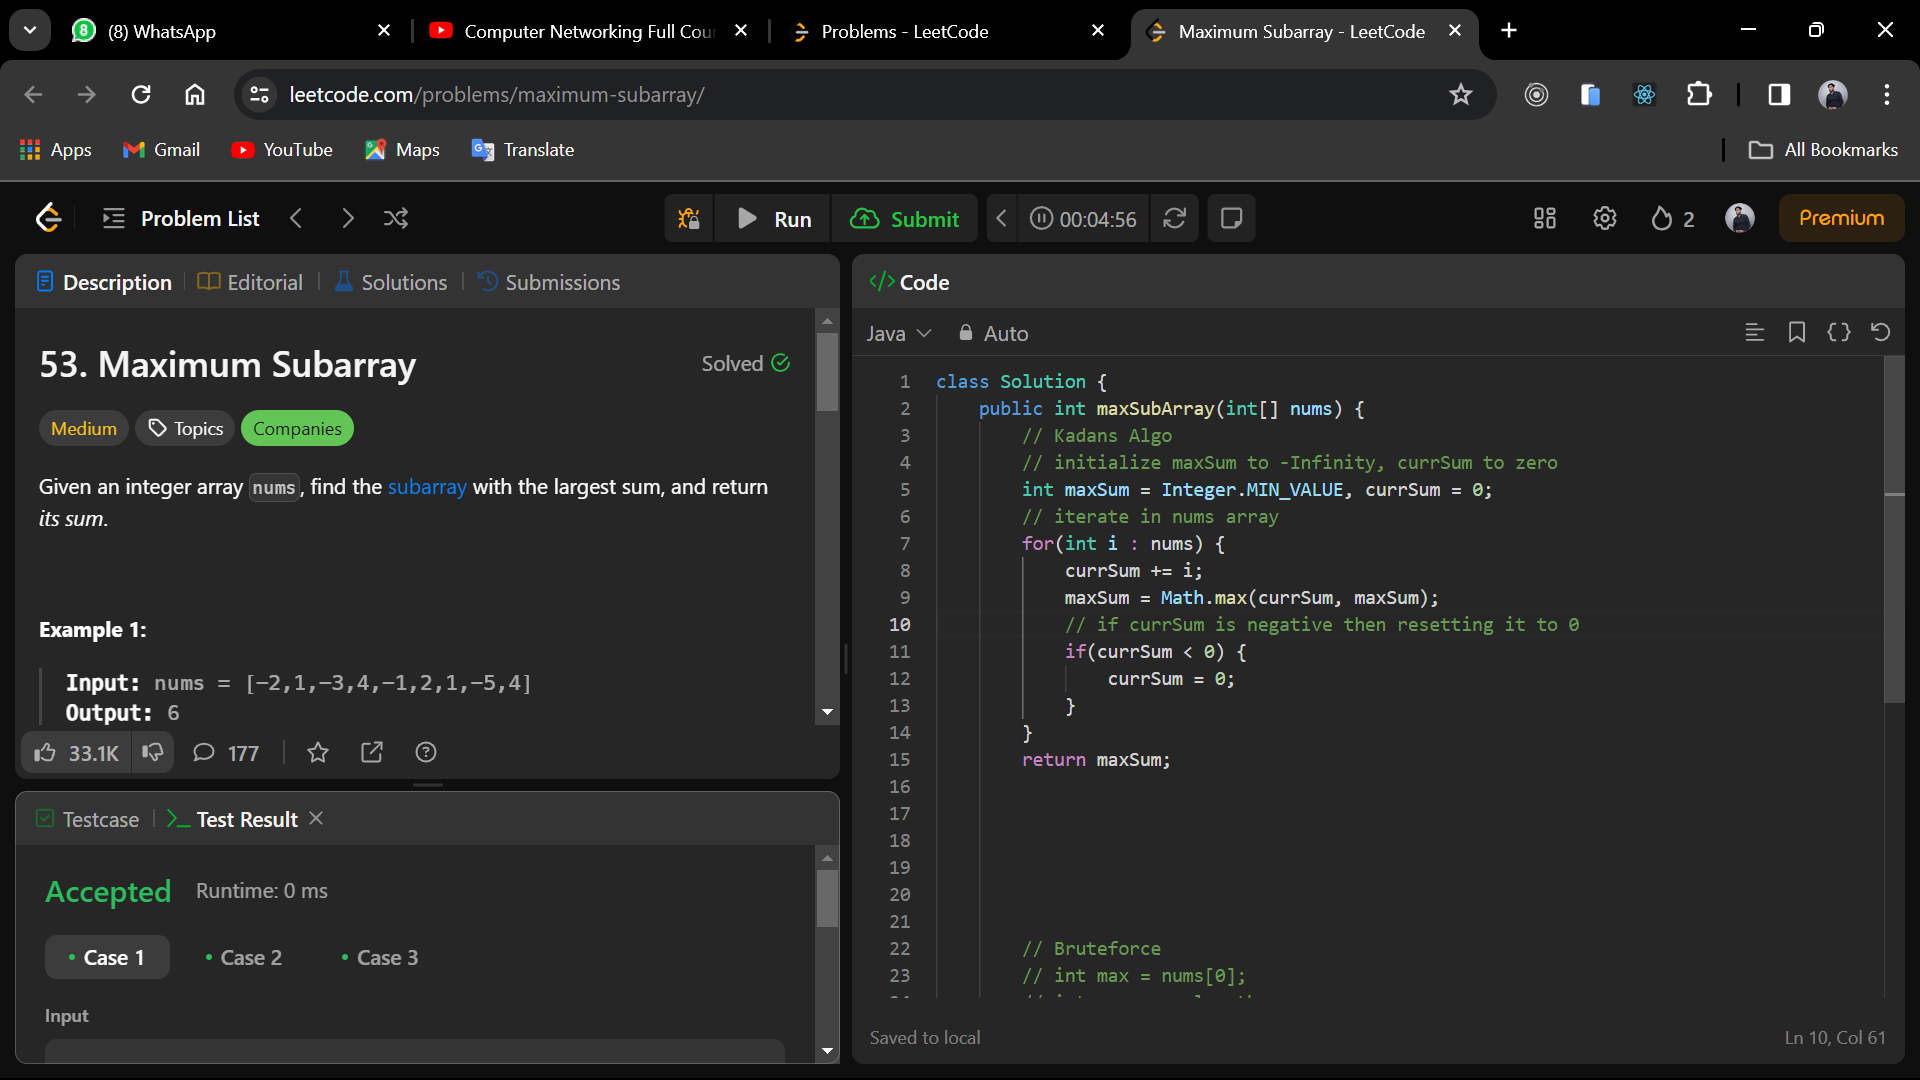 (8) WhatsApp
Computer Networking Full Cou
Problems - LeetCode
Maximum Subarray - LeetCode
leetcode.com/problems/maximum-subarray/
Apps
Gmail
YouTube
Maps
Translate
All Bookmarks
Problem List
Run
Submit
00:04:56
2
Premium
Description
Editorial
Solutions
Submissions
53. Maximum Subarray
Solved
Medium
Topics
Companies
Given an integer array nums, find the subarray with the largest sum, and return
its sum.
Example 1:
Input: nums = [-2,1,-3,4,-1,2,1,-5,4]
Output: 6
33.1K
177
Testcase
Test Result
Accepted
Runtime: 0 ms
Case 1
Case 2
Case 3
Input
Code
Java
Auto
1 class Solution {
2 public int maxSubArray(int[] nums) {
3 // Kadans Algo
4 // initialize maxSum to -Infinity, currSum to zero
5 int maxSum = Integer.MIN_VALUE, currSum = 0;
6 // iterate in nums array
7 for(int i : nums) {
8 currSum += i;
9 maxSum = Math.max(currSum, maxSum);
10 // if currSum is negative then resetting it to 0
11 if(currSum < 0) {
12 currSum = 0;
13 }
14 }
15 return maxSum;
16
17
18
19
20
21
22 // Bruteforce
23 // int max = nums[0];
Saved to local
Ln 10, Col 61